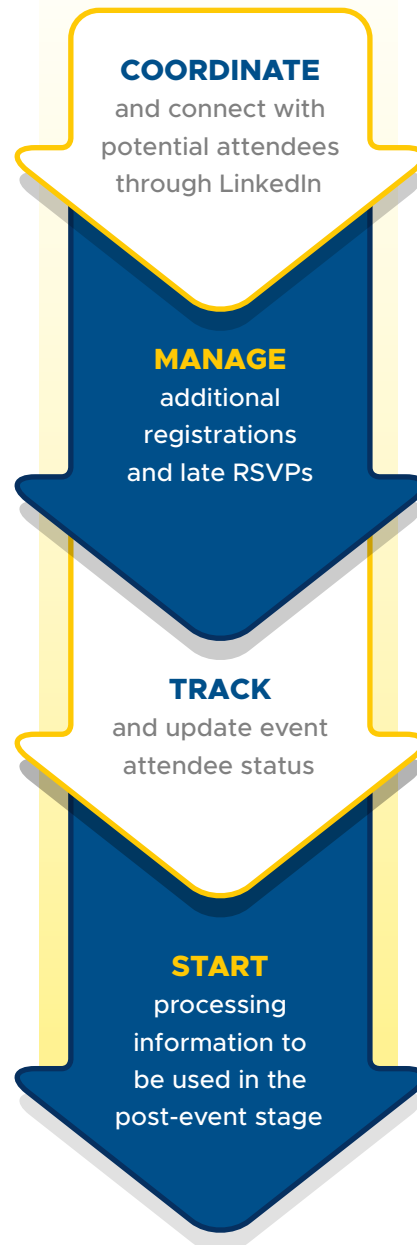 COORDINATE
and connect with
potential attendees
through LinkedIn
MANAGE
additional
registrations
and late RSVPs
TRACK
and update event
attendee status
START
processing
information to
be used in the
post-event stage